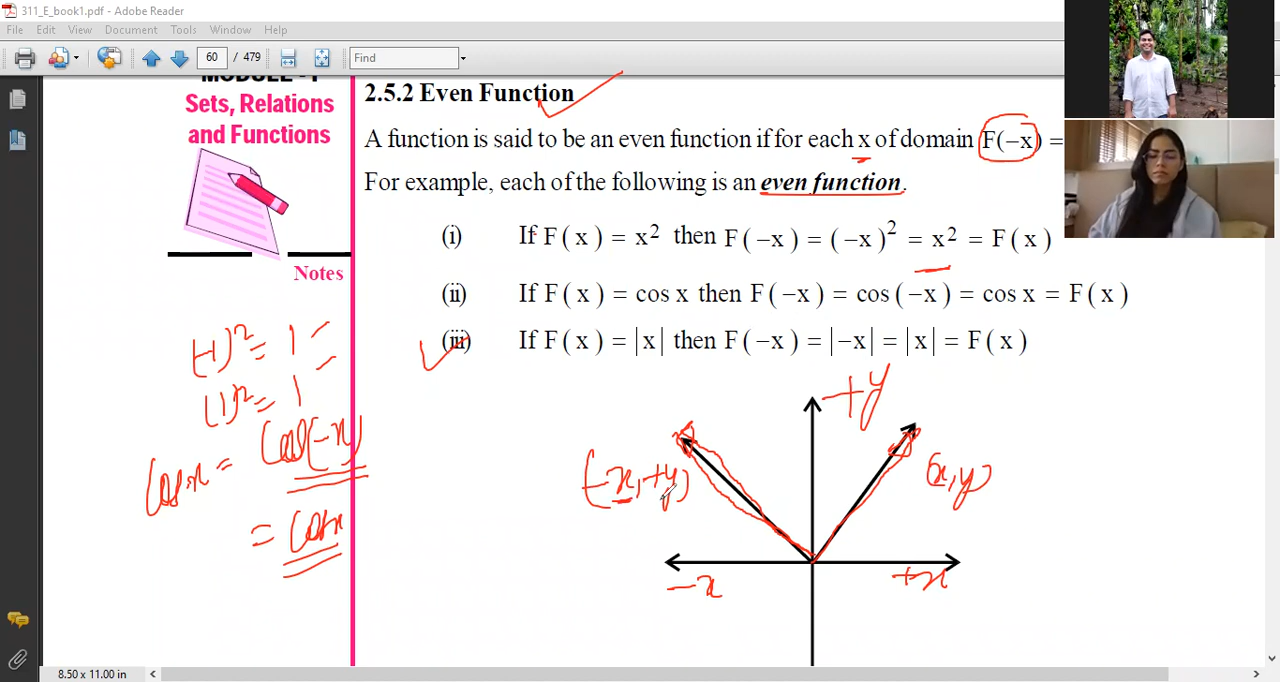 311_E_book1.pdf - Adobe Reader
File Edit View Document Tools Window Help
60 / 479 Find
MODULE - I
Sets, Relations
and Functions
Notes
2.5.2 Even Function
A function is said to be an even function if for each x of domain F(−x) =
For example, each of the following is an even function.
(i) If F(x) = x² then F(−x) = (−x)² = x² = F(x)
(ii) If F(x) = cos x then F(−x) = cos(−x) = cos x = F(x)
(iii) If F(x) = |x| then F(−x) = |−x| = |x| = F(x)
(-1)² = 1
(1)² = 1
Cos x = Cos(-x)
= Cos x
+y
(-x, +y)
(x, y)
-x
+x
8.50 x 11.00 in